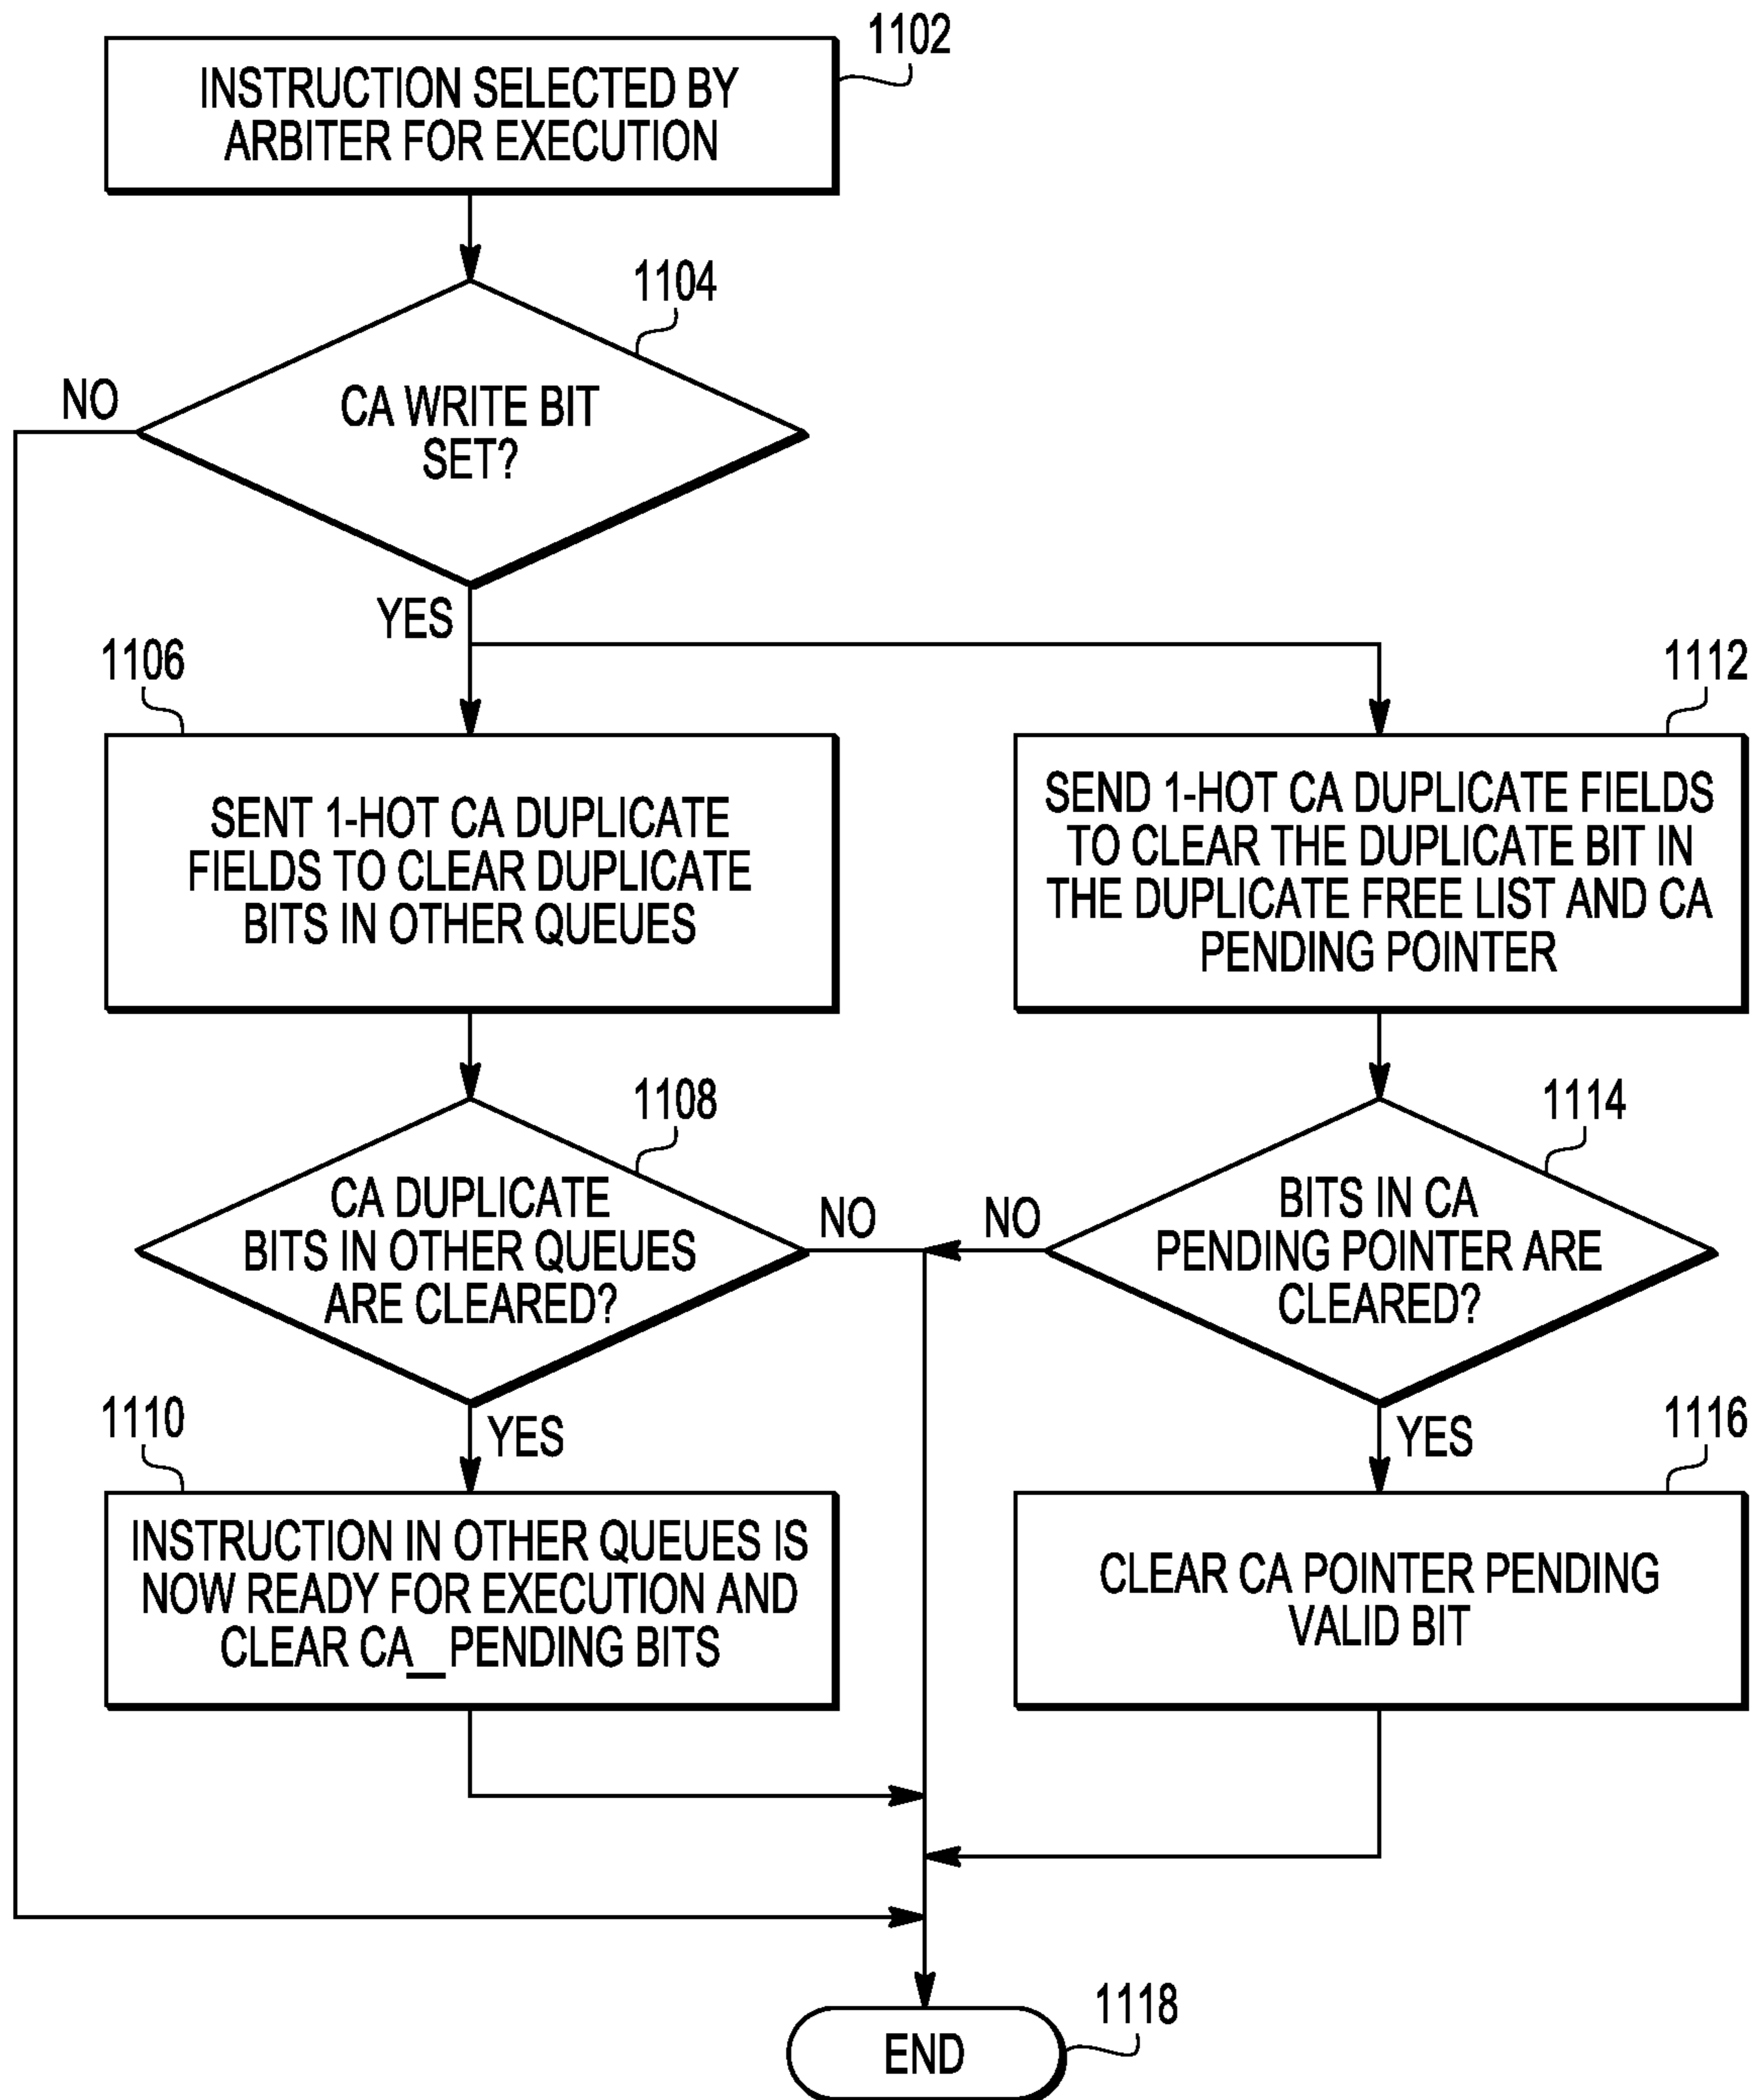 1102
INSTRUCTION SELECTED BY
ARBITER FOR EXECUTION
1104
NO
CA WRITE BIT
SET?
YES
1106
1112
SENT 1-HOT CA DUPLICATE
FIELDS TO CLEAR DUPLICATE
BITS IN OTHER QUEUES
SEND 1-HOT CA DUPLICATE FIELDS
TO CLEAR THE DUPLICATE BIT IN
THE DUPLICATE FREE LIST AND CA
PENDING POINTER
1108
1114
CA DUPLICATE
BITS IN OTHER QUEUES
ARE CLEARED?
NO
NO
BITS IN CA
PENDING POINTER ARE
CLEARED?
1110
YES
YES
1116
INSTRUCTION IN OTHER QUEUES IS
NOW READY FOR EXECUTION AND
CLEAR CA__ PENDING BITS
CLEAR CA POINTER PENDING
VALID BIT
1118
END